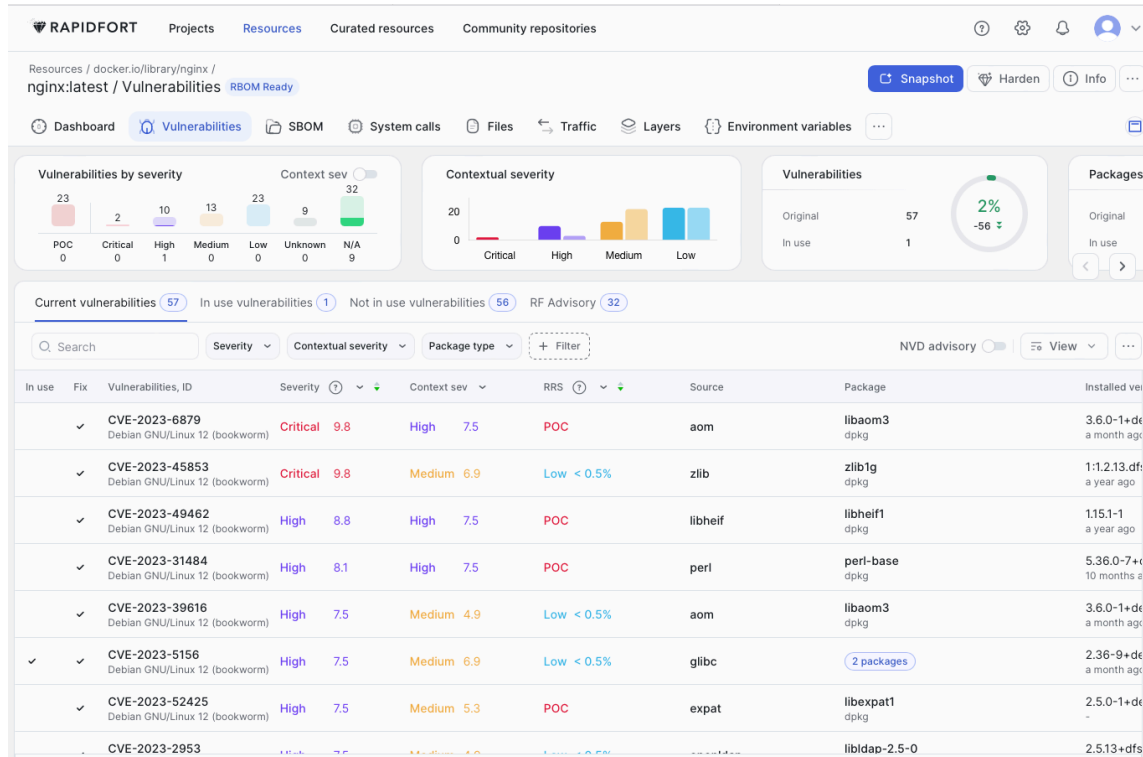 RAPIDFORT Projects Resources Curated resources Community repositories
Resources / docker.io/library/nginx /
nginx:latest / Vulnerabilities RBOM Ready Snapshot Harden Info ...
Dashboard Vulnerabilities SBOM System calls Files Traffic Layers Environment variables ...
Vulnerabilities by severity Context sev
23 2 10 13 23 9 32
POC Critical High Medium Low Unknown N/A
0 0 1 0 0 0 9
Contextual severity
20
0
Critical High Medium Low
Vulnerabilities
Original 57
In use 1
2%
-56
Packages
Original
In use
Current vulnerabilities 57 In use vulnerabilities 1 Not in use vulnerabilities 56 RF Advisory 32
Search Severity Contextual severity Package type + Filter NVD advisory View ...
In use Fix Vulnerabilities, ID Severity ? Context sev RRS ? Source Package Installed ve
CVE-2023-6879 Critical 9.8 High 7.5 POC aom libaom3 3.6.0-1+de
Debian GNU/Linux 12 (bookworm) dpkg a month ago
CVE-2023-45853 Critical 9.8 Medium 6.9 Low < 0.5% zlib zlib1g 1:1.2.13.dfs
Debian GNU/Linux 12 (bookworm) dpkg a year ago
CVE-2023-49462 High 8.8 High 7.5 POC libheif libheif1 1.15.1-1
Debian GNU/Linux 12 (bookworm) dpkg a year ago
CVE-2023-31484 High 8.1 High 7.5 POC perl perl-base 5.36.0-7+
Debian GNU/Linux 12 (bookworm) dpkg 10 months a
CVE-2023-39616 High 7.5 Medium 4.9 Low < 0.5% aom libaom3 3.6.0-1+de
Debian GNU/Linux 12 (bookworm) dpkg a month ago
CVE-2023-5156 High 7.5 Medium 6.9 Low < 0.5% glibc 2 packages 2.36-9+de
Debian GNU/Linux 12 (bookworm) a month ago
CVE-2023-52425 High 7.5 Medium 5.3 POC expat libexpat1 2.5.0-1+de
Debian GNU/Linux 12 (bookworm) dpkg -
CVE-2023-2953 libldap-2.5-0 2.5.13+dfs